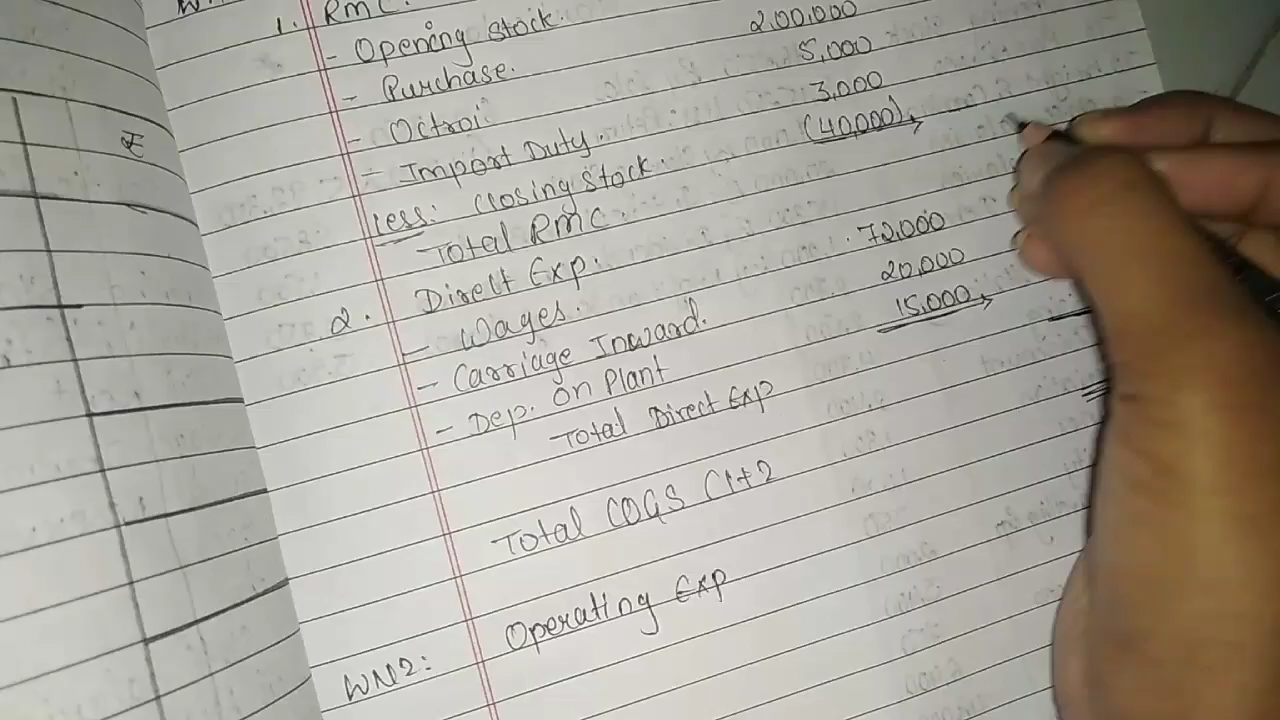 1. RMC.
- Opening Stock.
- Purchase. 2,00,000
- Octroi 5,000
- Import Duty. 3,000
Less: Closing Stock. (40,000)
Total RMC.
2. Direct Exp.
- Wages. 72,000
- Carriage Inward. 20,000
- Dep. on Plant 15,000
Total Direct Exp
Total COGS (1+2
WN2: Operating Exp
₹